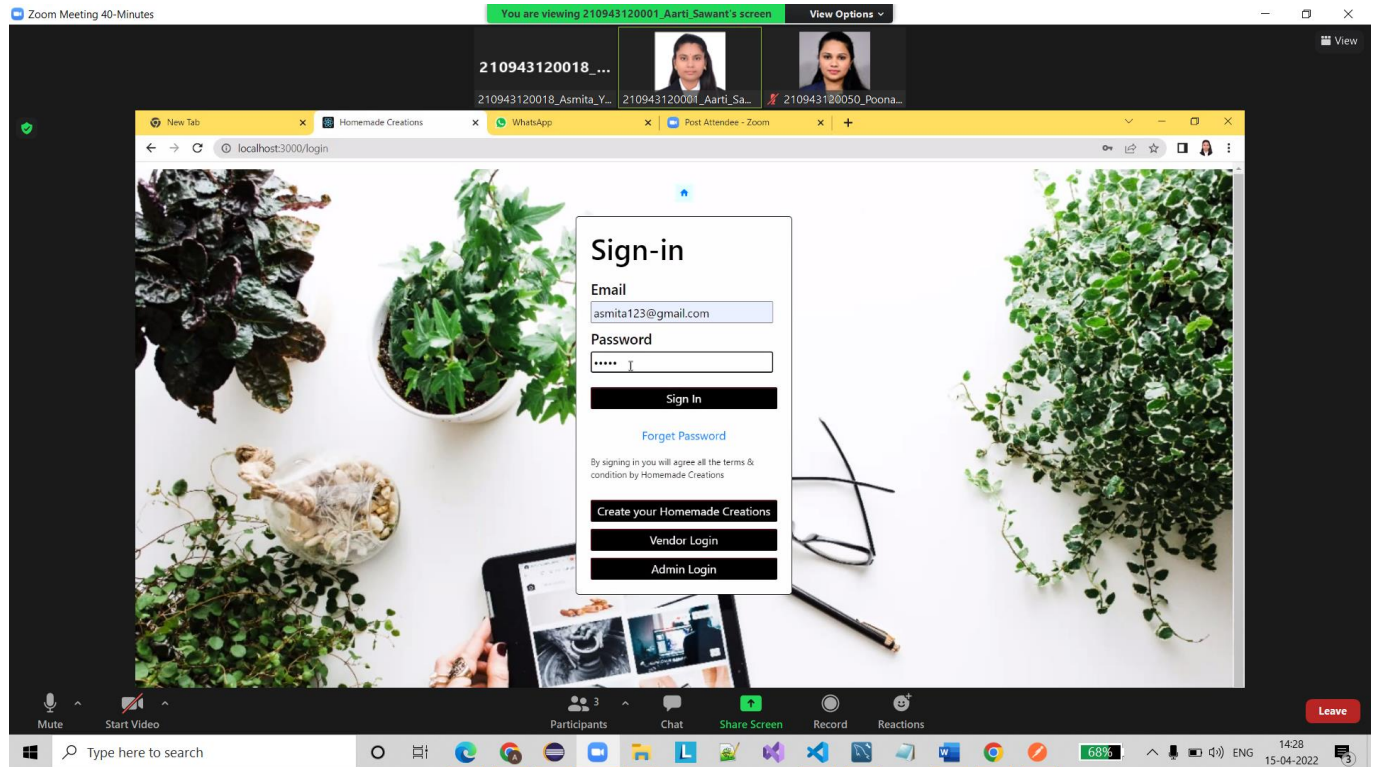 Zoom Meeting 40-Minutes
You are viewing 210943120001_Aarti_Sawant's screen
View Options
View
210943120018_...
210943120018_Asmita_Y...
210943120001_Aarti_Sa...
210943120050_Poona...
New Tab
Homemade Creations
WhatsApp
Post Attendee - Zoom
localhost:3000/login
Sign-in
Email
asmita123@gmail.com
Password
•••••
Sign In
Forget Password
By signing in you will agree all the terms &
condition by Homemade Creations
Create your Homemade Creations
Vendor Login
Admin Login
Mute
Start Video
3
Participants
Chat
Share Screen
Record
Reactions
Leave
Type here to search
68%
ENG
14:28
15-04-2022
3